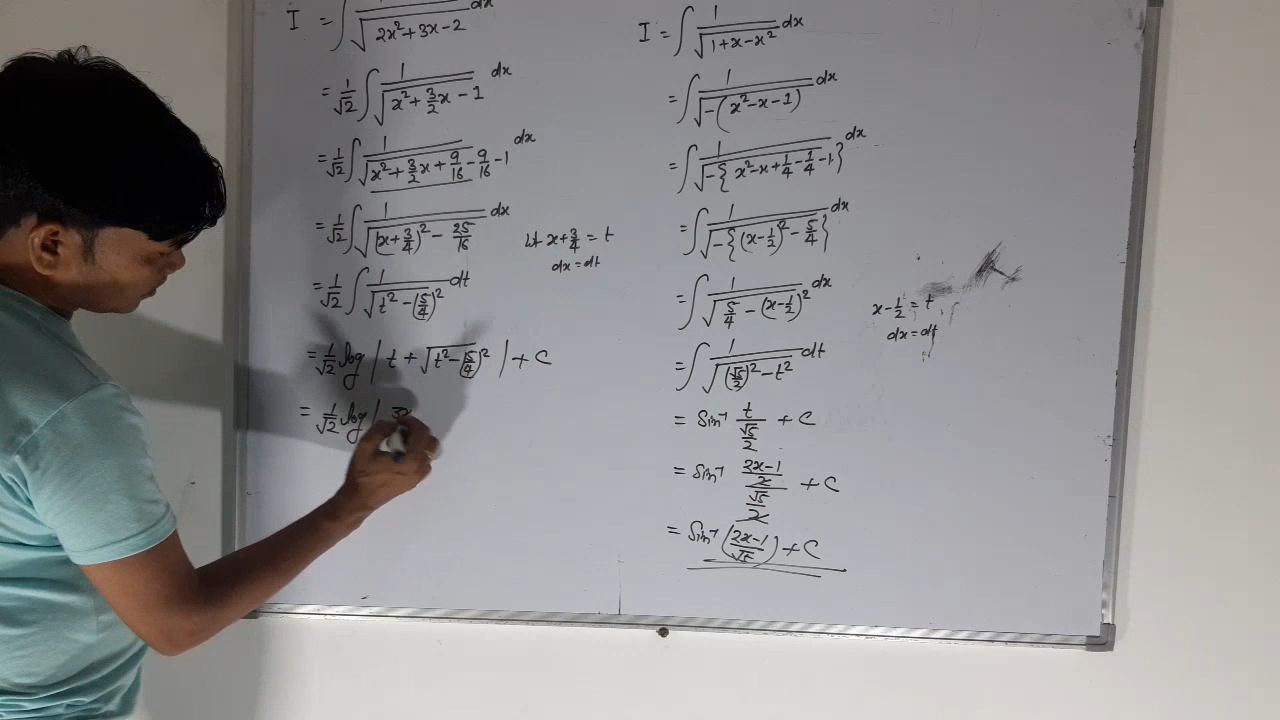 I = ∫ 1/√(2x²+3x-2) dx
= 1/√2 ∫ 1/√(x²+3/2x-1) dx
= 1/√2 ∫ 1/√(x²+3/2x+9/16-9/16-1) dx
= 1/√2 ∫ 1/√((x+3/4)²-25/16) dx
let x+3/4 = t
dx = dt
= 1/√2 ∫ 1/√(t²-(5/4)²) dt
= 1/√2 log | t + √(t²-(5/4)²) | + C
= 1/√2 log |
I = ∫ 1/√(1+x-x²) dx
= ∫ 1/√(-(x²-x-1)) dx
= ∫ 1/√(-{x²-x+1/4-1/4-1}) dx
= ∫ 1/√(-{(x-1/2)²-5/4}) dx
= ∫ 1/√(5/4-(x-1/2)²) dx
x-1/2 = t
dx = dt
= ∫ 1/√((√5/2)²-t²) dt
= Sin⁻¹ t/(√5/2) + C
= Sin⁻¹ ((2x-1)/2)/(√5/2) + C
= Sin⁻¹ ((2x-1)/√5) + C